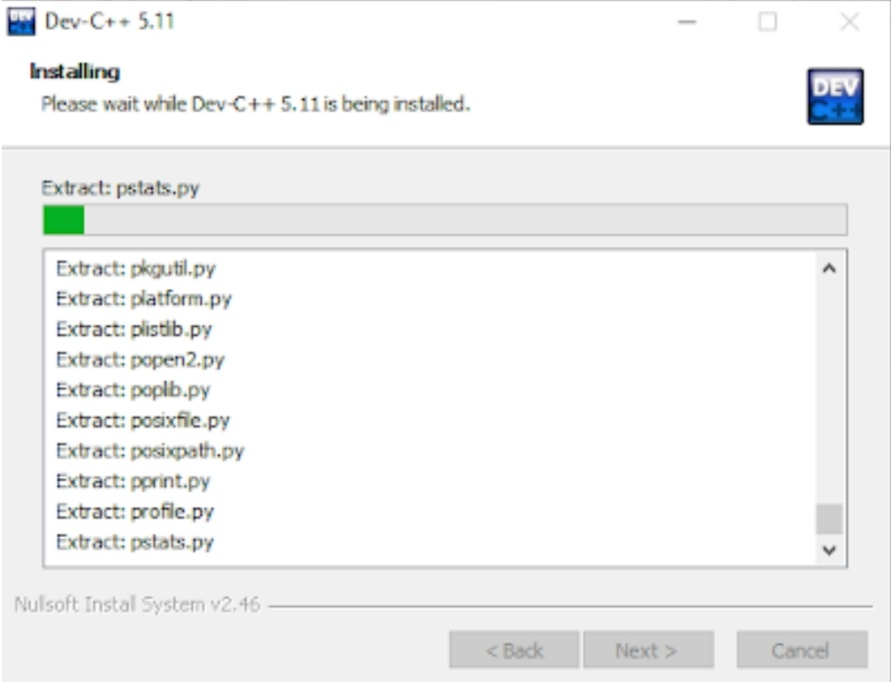 Dev-C++ 5.11
Installing
Please wait while Dev-C++ 5.11 is being installed.
DEV
C++
Extract: pstats.py
Extract: pkgutil.py
Extract: platform.py
Extract: plistlib.py
Extract: popen2.py
Extract: poplib.py
Extract: posixfile.py
Extract: posixpath.py
Extract: pprint.py
Extract: profile.py
Extract: pstats.py
Nullsoft Install System v2.46
< Back Next > Cancel